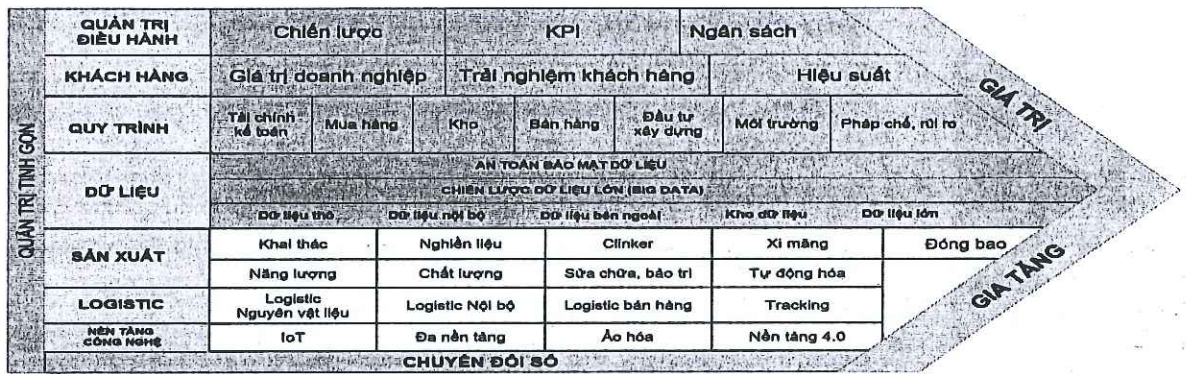 QUẢN TRỊ TINH GỌN
QUẢN TRỊ
ĐIỀU HÀNH
Chiến lược
KPI
Ngân sách
KHÁCH HÀNG
Giá trị doanh nghiệp
Trải nghiệm khách hàng
Hiệu suất
QUY TRÌNH
Tài chính
kế toán
Mua hàng
Kho
Bán hàng
Đầu tư
xây dựng
Môi trường
Pháp chế, rủi ro
DỮ LIỆU
AN TOÀN BẢO MẬT DỮ LIỆU
CHIẾN LƯỢC DỮ LIỆU LỚN (BIG DATA)
Dữ liệu thô
Dữ liệu nội bộ
Dữ liệu bên ngoài
Kho dữ liệu
Dữ liệu lớn
SẢN XUẤT
Khai thác
Nghiền liệu
Clinker
Xi măng
Đóng bao
Năng lượng
Chất lượng
Sửa chữa, bảo trì
Tự động hóa
LOGISTIC
Logistic
Nguyên vật liệu
Logistic Nội bộ
Logistic bán hàng
Tracking
NỀN TẢNG
CÔNG NGHỆ
IoT
Đa nền tảng
Ảo hóa
Nền tảng 4.0
CHUYỂN ĐỔI SỐ
GIÁ TRỊ
GIA TĂNG